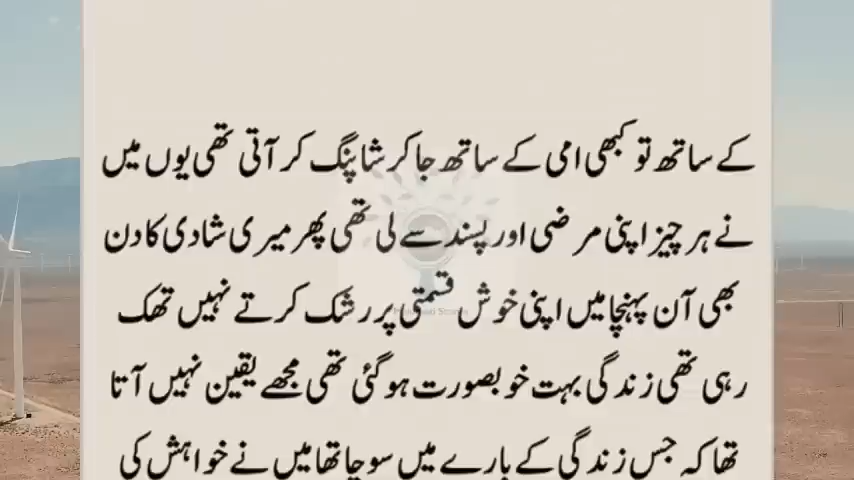 کے ساتھ تو کبھی امی کے ساتھ جا کر شاپنگ کر آتی تھی یوں میں
نے ہر چیز اپنی مرضی اور پسند سے لی تھی پھر میری شادی کا دن
بھی آن پہنچا میں اپنی خوش قسمتی پر رشک کرتے نہیں تھک
رہی تھی زندگی بہت خوبصورت ہو گئی تھی مجھے یقین نہیں آتا
تھا کہ جس زندگی کے بارے میں سوچا تھا میں نے خواہش کی